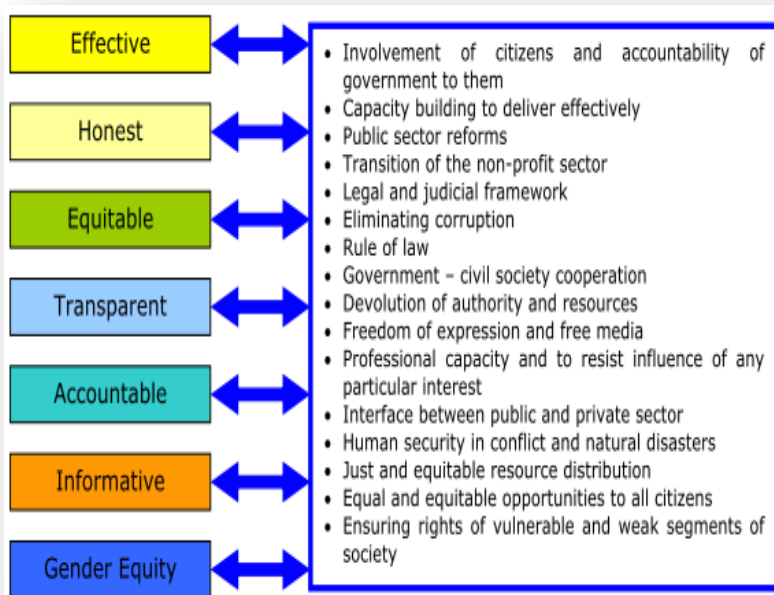 Effective
Honest
Equitable
Transparent
Accountable
Informative
Gender Equity
• Involvement of citizens and accountability of
government to them
• Capacity building to deliver effectively
• Public sector reforms
• Transition of the non-profit sector
• Legal and judicial framework
• Eliminating corruption
• Rule of law
• Government – civil society cooperation
• Devolution of authority and resources
• Freedom of expression and free media
• Professional capacity and to resist influence of any
particular interest
• Interface between public and private sector
• Human security in conflict and natural disasters
• Just and equitable resource distribution
• Equal and equitable opportunities to all citizens
• Ensuring rights of vulnerable and weak segments of
society